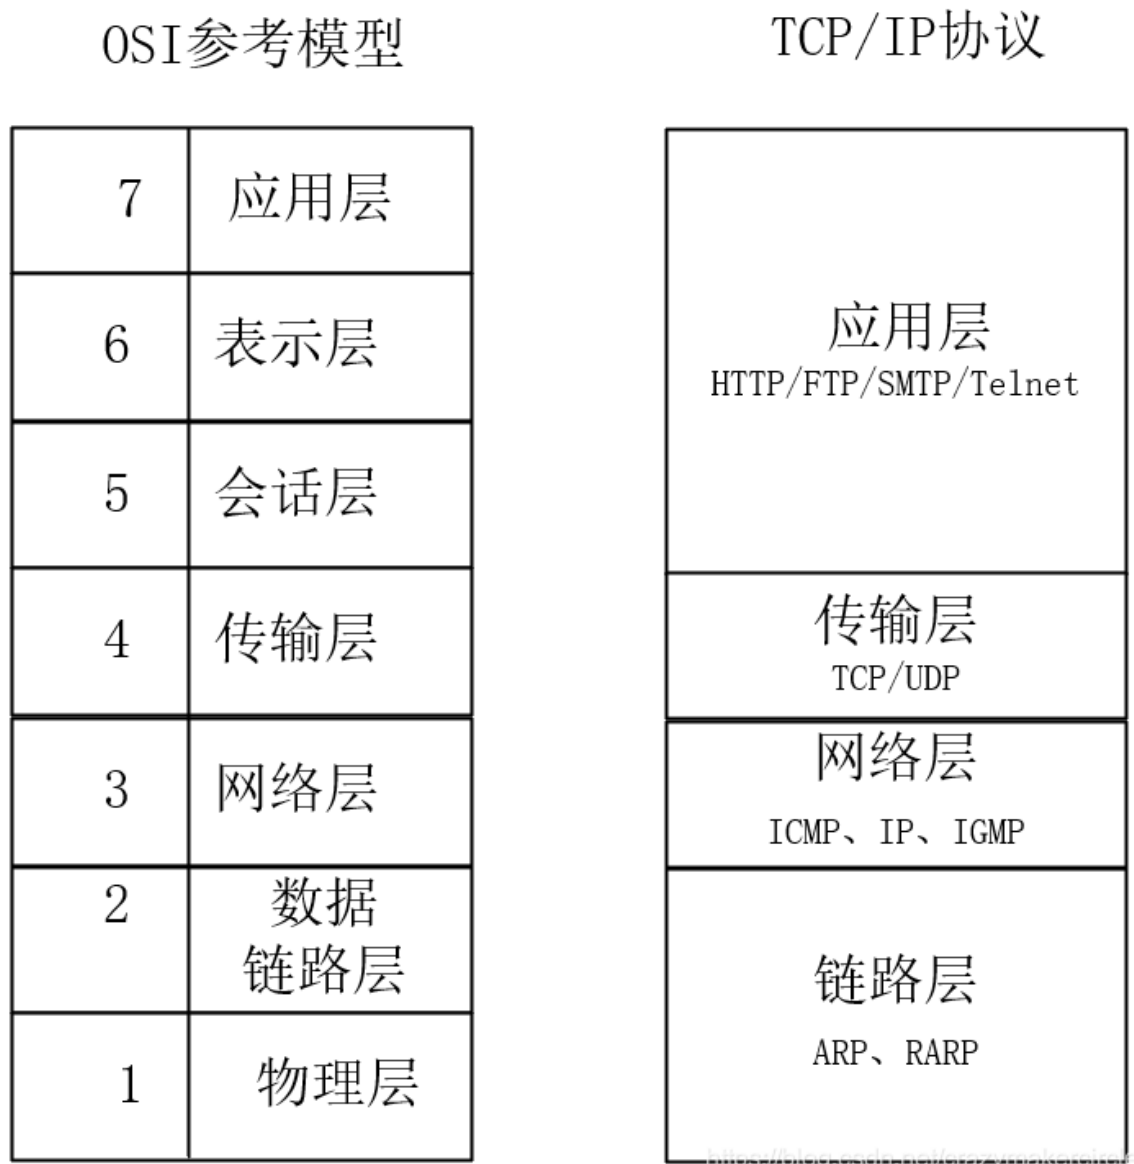 OSI参考模型
TCP/IP协议
7 应用层
6 表示层
5 会话层
4 传输层
3 网络层
2 数据
链路层
1 物理层
应用层
HTTP/FTP/SMTP/Telnet
传输层
TCP/UDP
网络层
ICMP、IP、IGMP
链路层
ARP、RARP